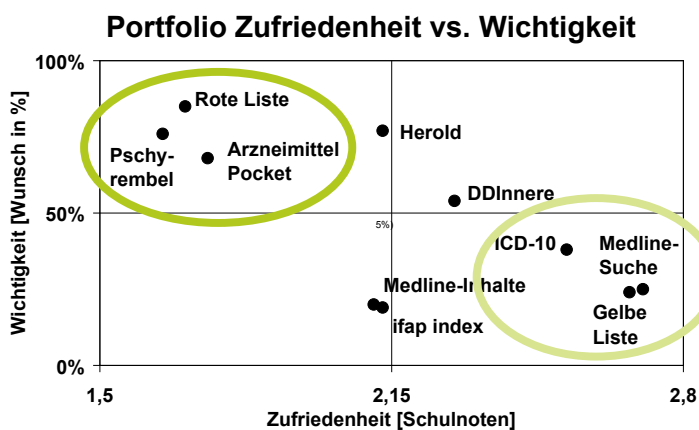 Portfolio Zufriedenheit vs. Wichtigkeit
Wichtigkeit [Wunsch in %]
100%
50%
0%
Rote Liste
Pschy-
rembel
Arzneimittel
Pocket
Herold
DDInnere
5%)
ICD-10
Medline-
Suche
Medline-Inhalte
ifap index
Gelbe
Liste
1,5
2,15
2,8
Zufriedenheit [Schulnoten]